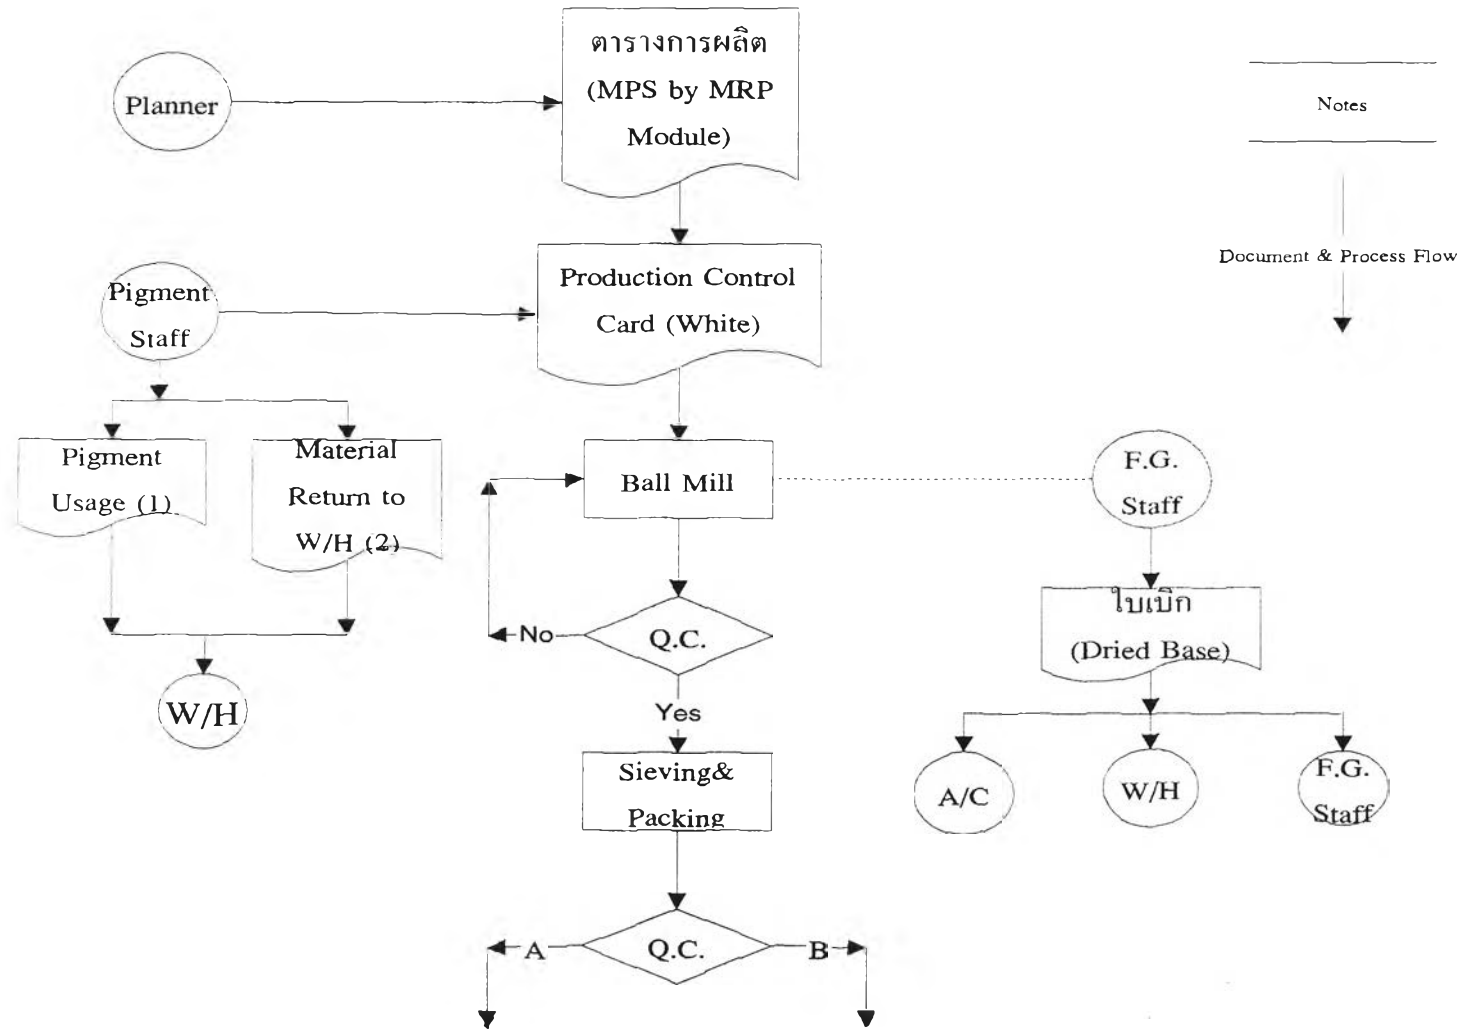 ตารางการผลิต
(MPS by MRP
Module)
Planner
Notes
Document & Process Flow
Production Control
Card (White)
Pigment
Staff
Pigment
Usage (1)
Material
Return to
W/H (2)
Ball Mill
F.G.
Staff
ใบเบิก
(Dried Base)
No
Q.C.
Yes
W/H
Sieving&
Packing
A/C
W/H
F.G.
Staff
A
Q.C.
B